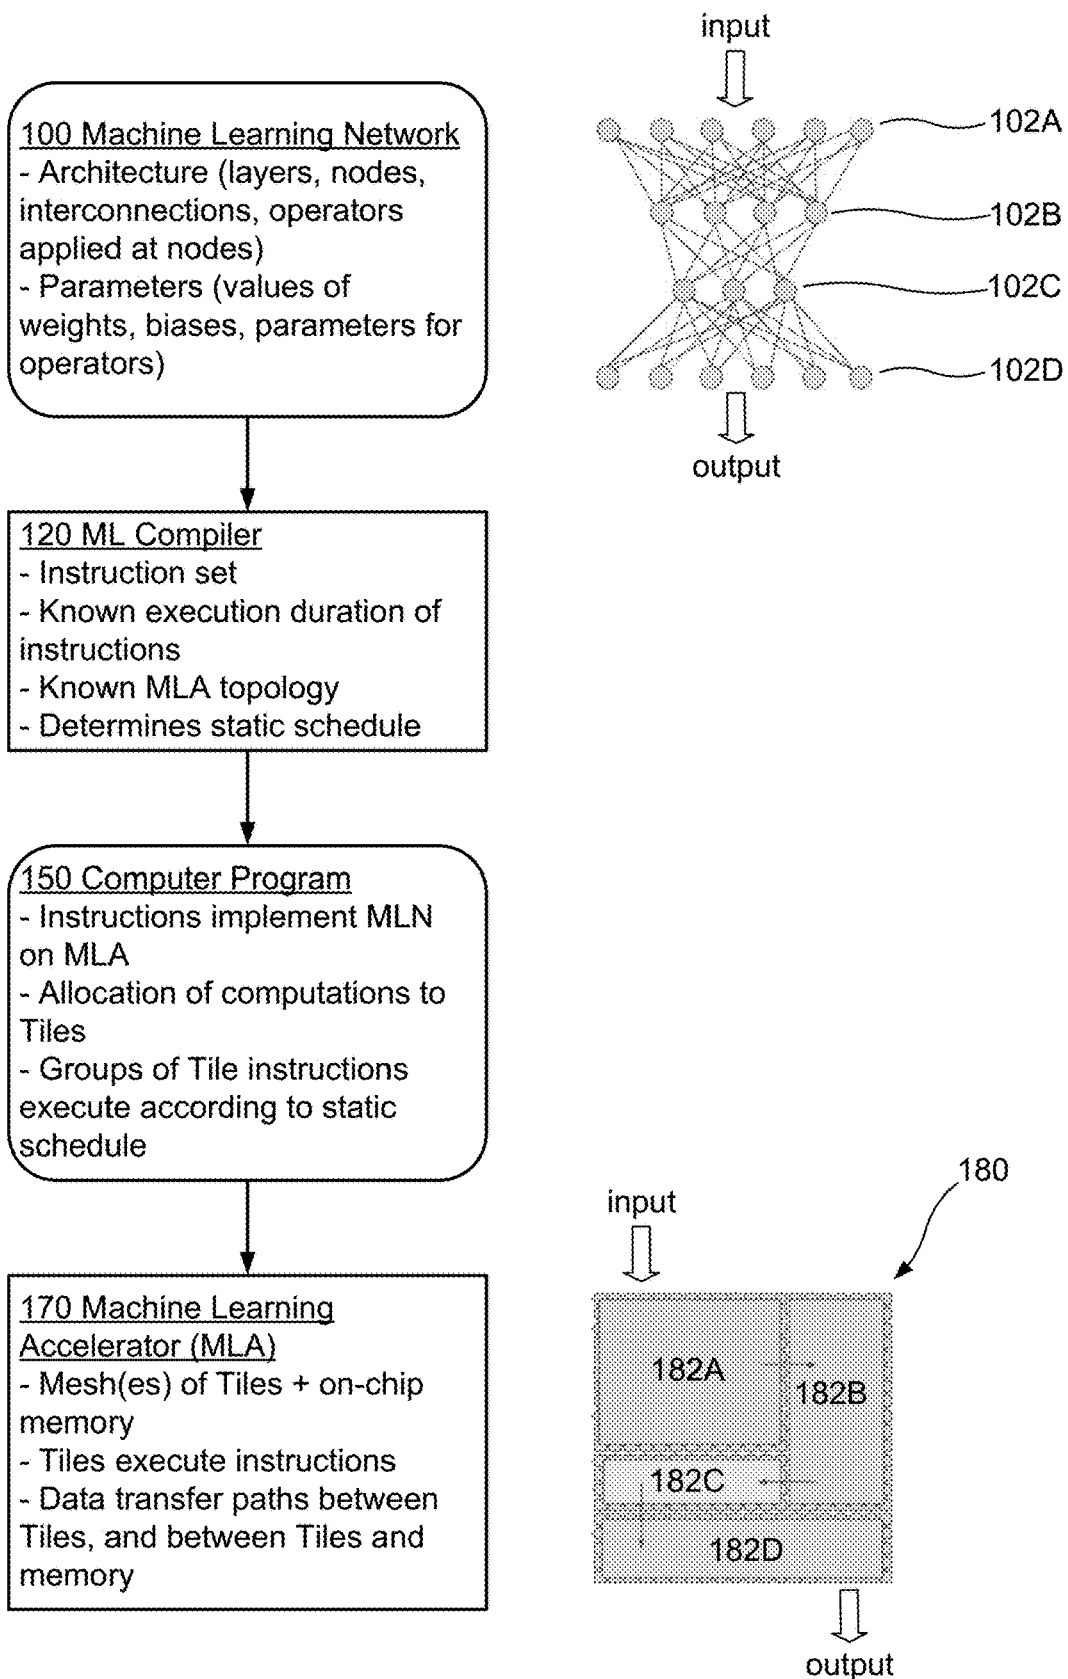 100 Machine Learning Network
- Architecture (layers, nodes,
interconnections, operators
applied at nodes)
- Parameters (values of
weights, biases, parameters for
operators)
input
102A
102B
102C
102D
output
120 ML Compiler
- Instruction set
- Known execution duration of
instructions
- Known MLA topology
- Determines static schedule
150 Computer Program
- Instructions implement MLN
on MLA
- Allocation of computations to
Tiles
- Groups of Tile instructions
execute according to static
schedule
170 Machine Learning
Accelerator (MLA)
- Mesh(es) of Tiles + on-chip
memory
- Tiles execute instructions
- Data transfer paths between
Tiles, and between Tiles and
memory
180
input
182A
182B
182C
182D
output